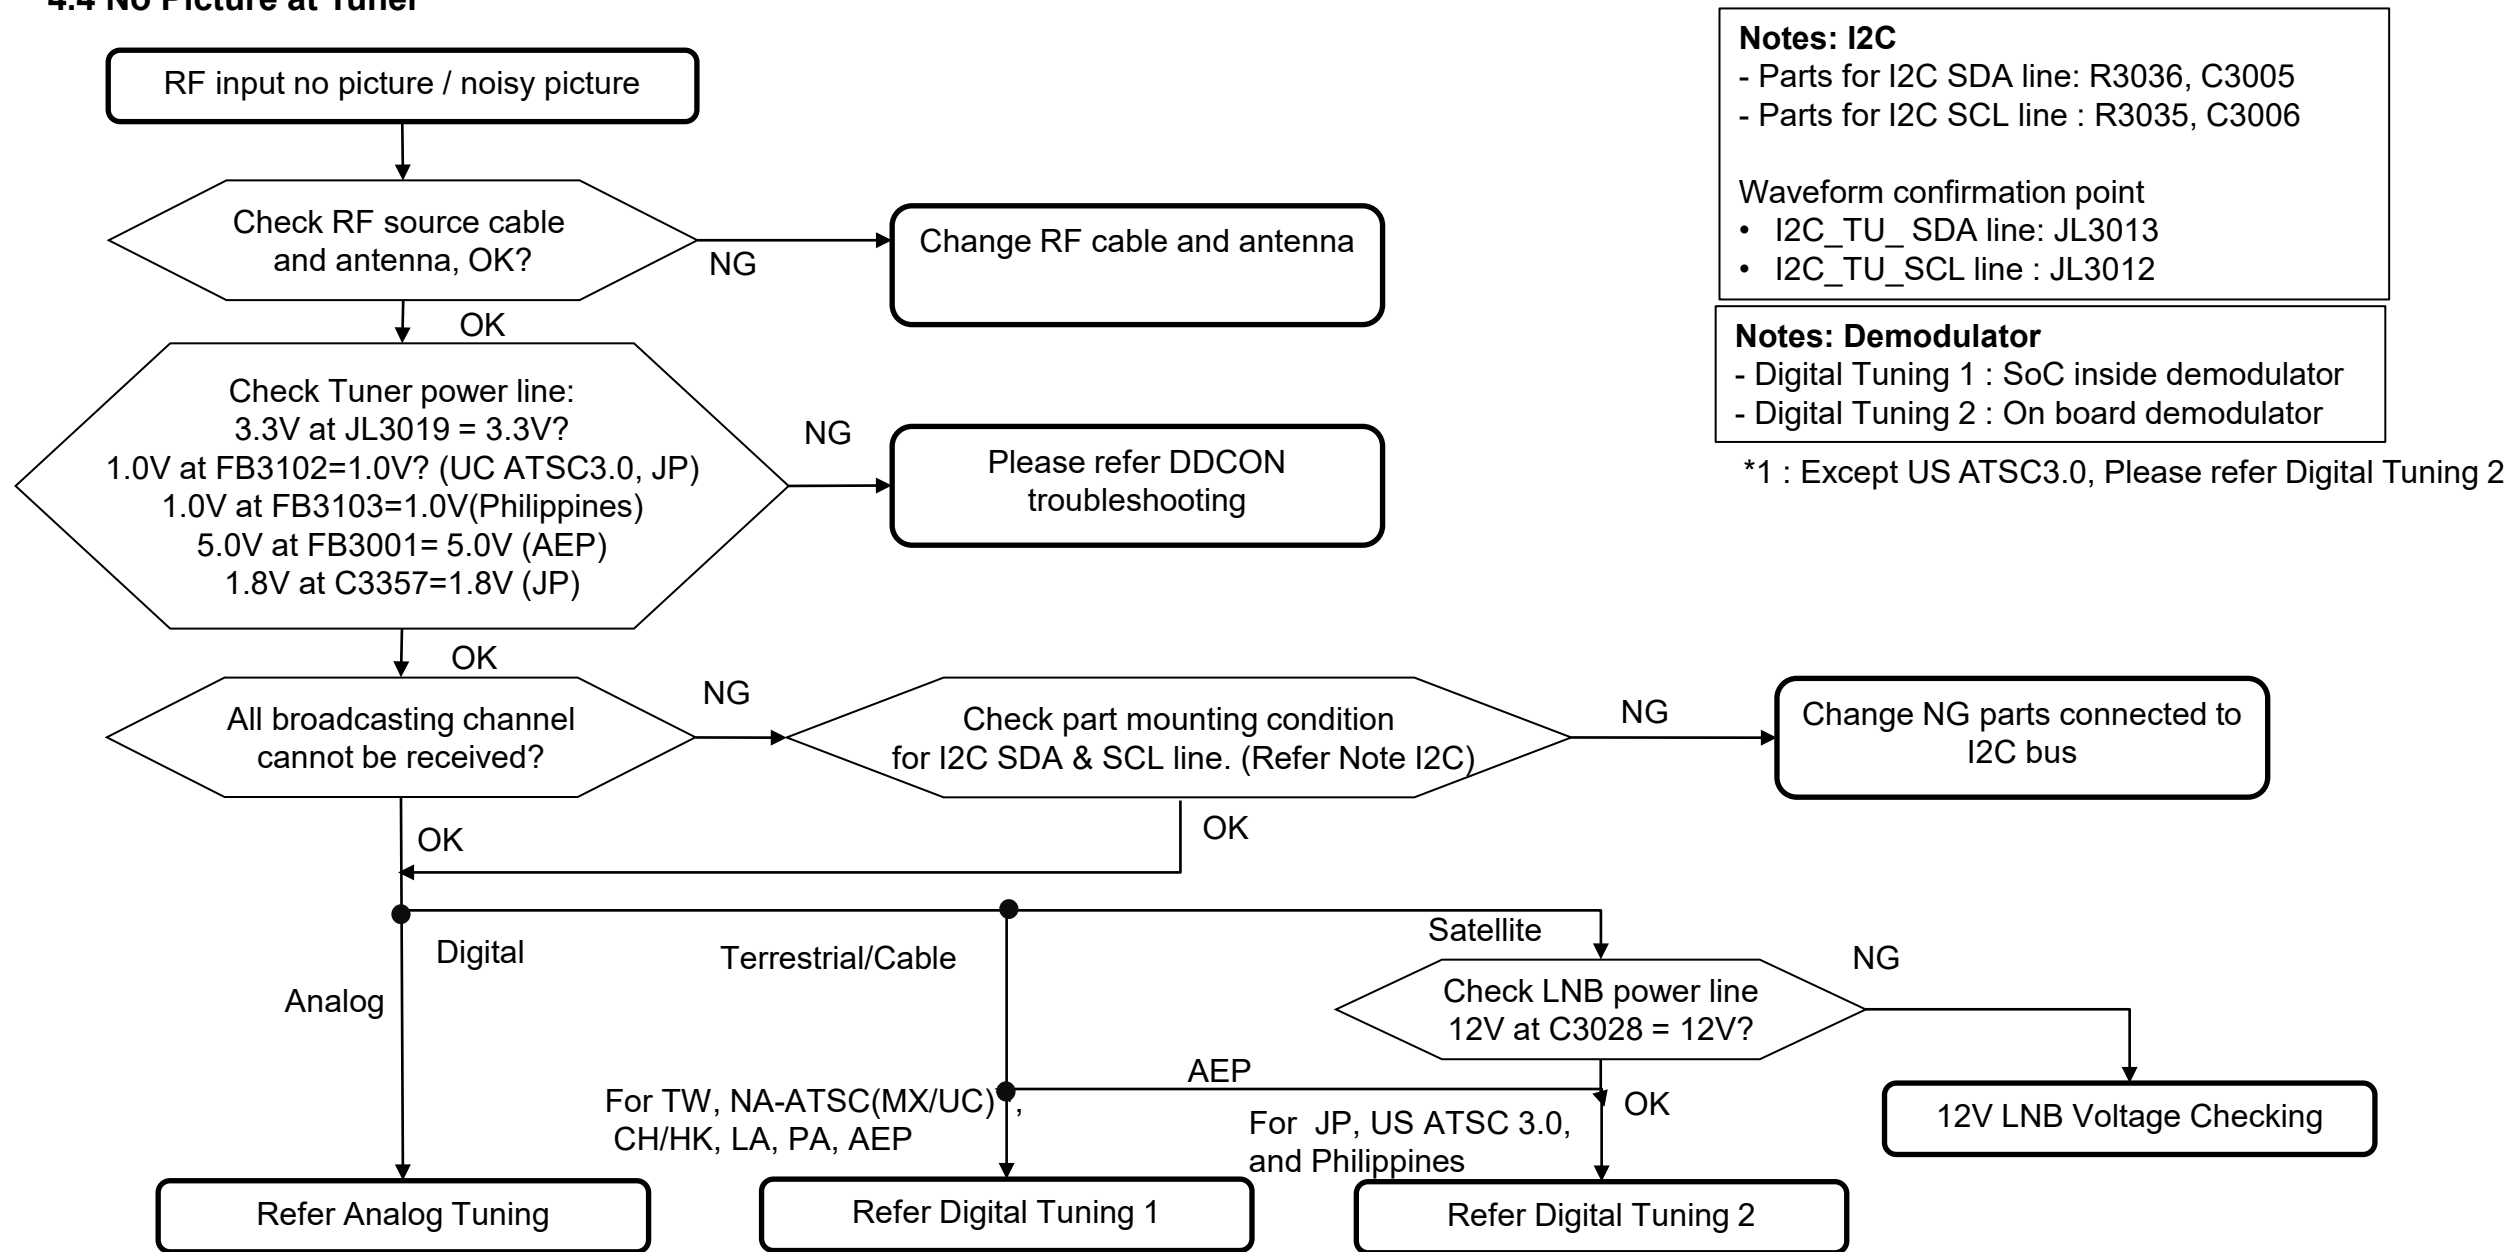 4.4 No Picture at Tuner
RF input no picture / noisy picture
Check RF source cable
and antenna, OK?
NG
Change RF cable and antenna
OK
Check Tuner power line:
3.3V at JL3019 = 3.3V?
1.0V at FB3102=1.0V? (UC ATSC3.0, JP)
1.0V at FB3103=1.0V(Philippines)
5.0V at FB3001= 5.0V (AEP)
1.8V at C3357=1.8V (JP)
NG
Please refer DDCON
troubleshooting
OK
All broadcasting channel
cannot be received?
NG
Check part mounting condition
for I2C SDA & SCL line. (Refer Note I2C)
NG
Change NG parts connected to
I2C bus
OK
OK
Digital
Analog
Terrestrial/Cable
Satellite
Check LNB power line
12V at C3028 = 12V?
NG
12V LNB Voltage Checking
AEP
OK
For TW, NA-ATSC(MX/UC) ,
CH/HK, LA, PA, AEP
For JP, US ATSC 3.0,
and Philippines
Refer Analog Tuning
Refer Digital Tuning 1
Refer Digital Tuning 2
Notes: I2C
- Parts for I2C SDA line: R3036, C3005
- Parts for I2C SCL line : R3035, C3006
Waveform confirmation point
• I2C_TU_ SDA line: JL3013
• I2C_TU_SCL line : JL3012
Notes: Demodulator
- Digital Tuning 1 : SoC inside demodulator
- Digital Tuning 2 : On board demodulator
*1 : Except US ATSC3.0, Please refer Digital Tuning 2